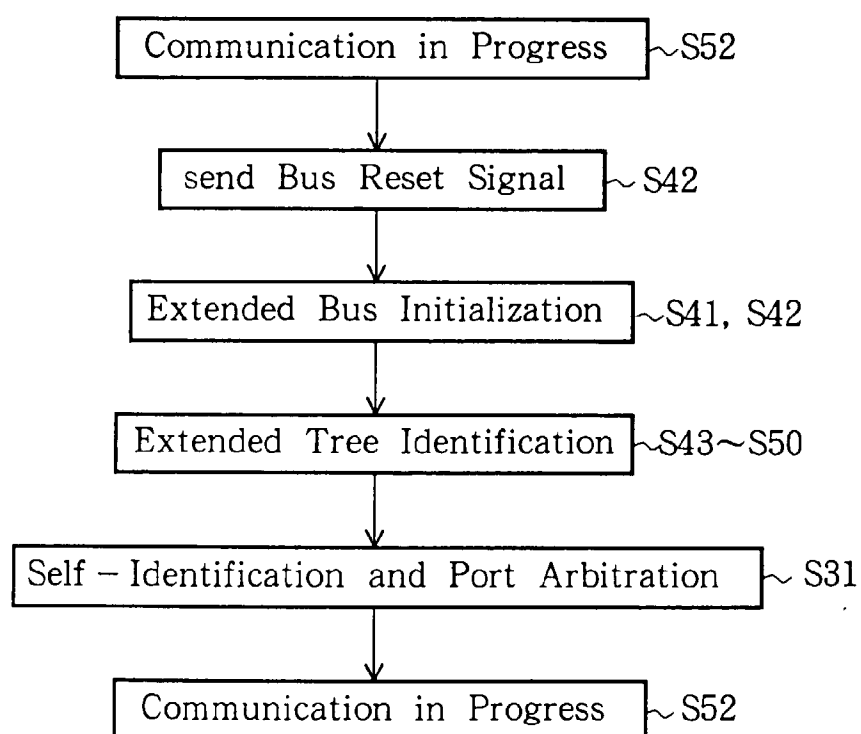 Communication in Progress ~S52
send Bus Reset Signal ~ S42
Extended Bus Initialization ~S41, S42
Extended Tree Identification ~S43~S50
Self-Identification and Port Arbitration ~ S31
Communication in Progress ~S52